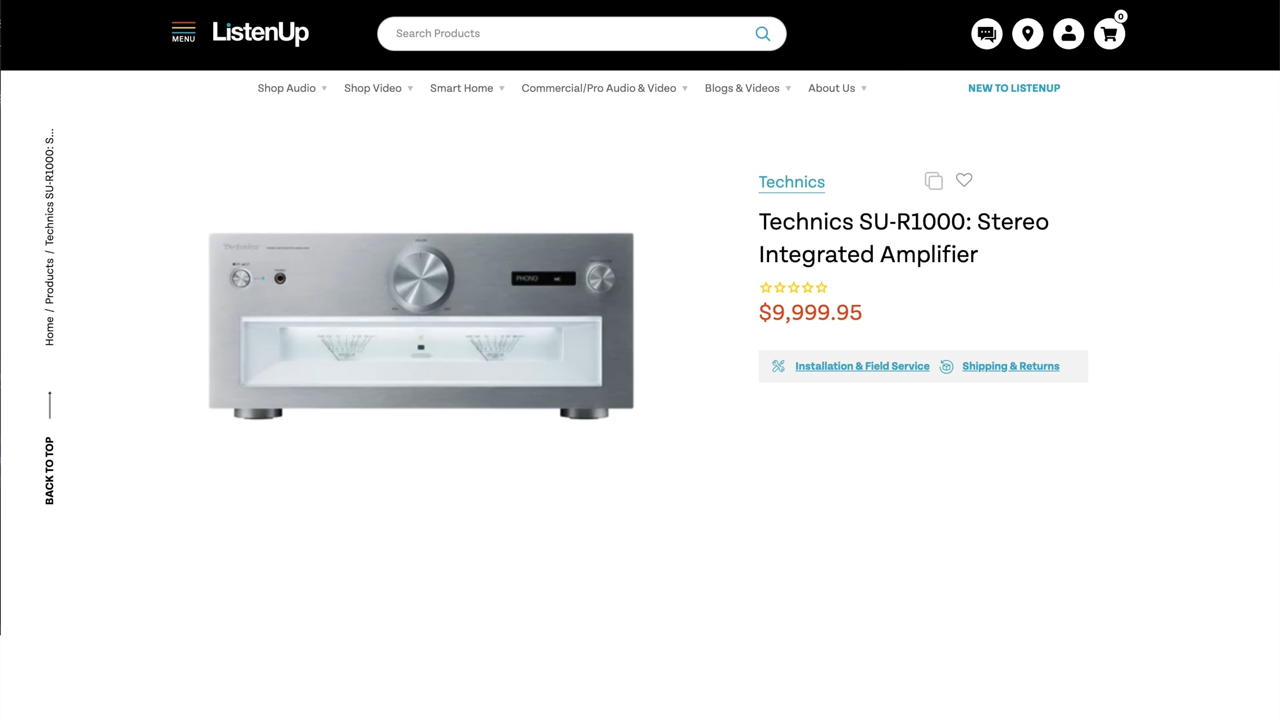 MENU
ListenUp
Search Products
0
Shop Audio
Shop Video
Smart Home
Commercial/Pro Audio & Video
Blogs & Videos
About Us
NEW TO LISTENUP
Home / Products / Technics SU-R1000: S...
BACK TO TOP
Technics
PHONO
MC
Technics
Technics SU-R1000: Stereo
Integrated Amplifier
$9,999.95
Installation & Field Service
Shipping & Returns